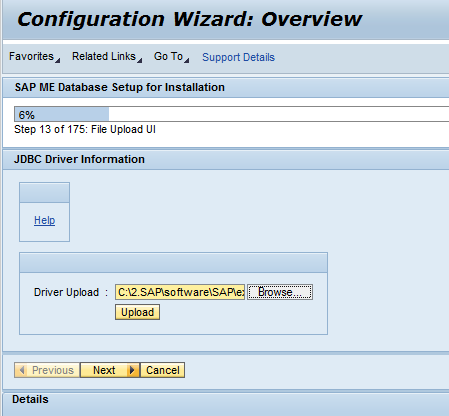 Configuration Wizard: Overview
Favorites Related Links Go To Support Details
SAP ME Database Setup for Installation
6%
Step 13 of 175: File Upload UI
JDBC Driver Information
Help
Driver Upload : C:\2.SAP\software\SAP\ex Browse...
Upload
Previous Next Cancel
Details